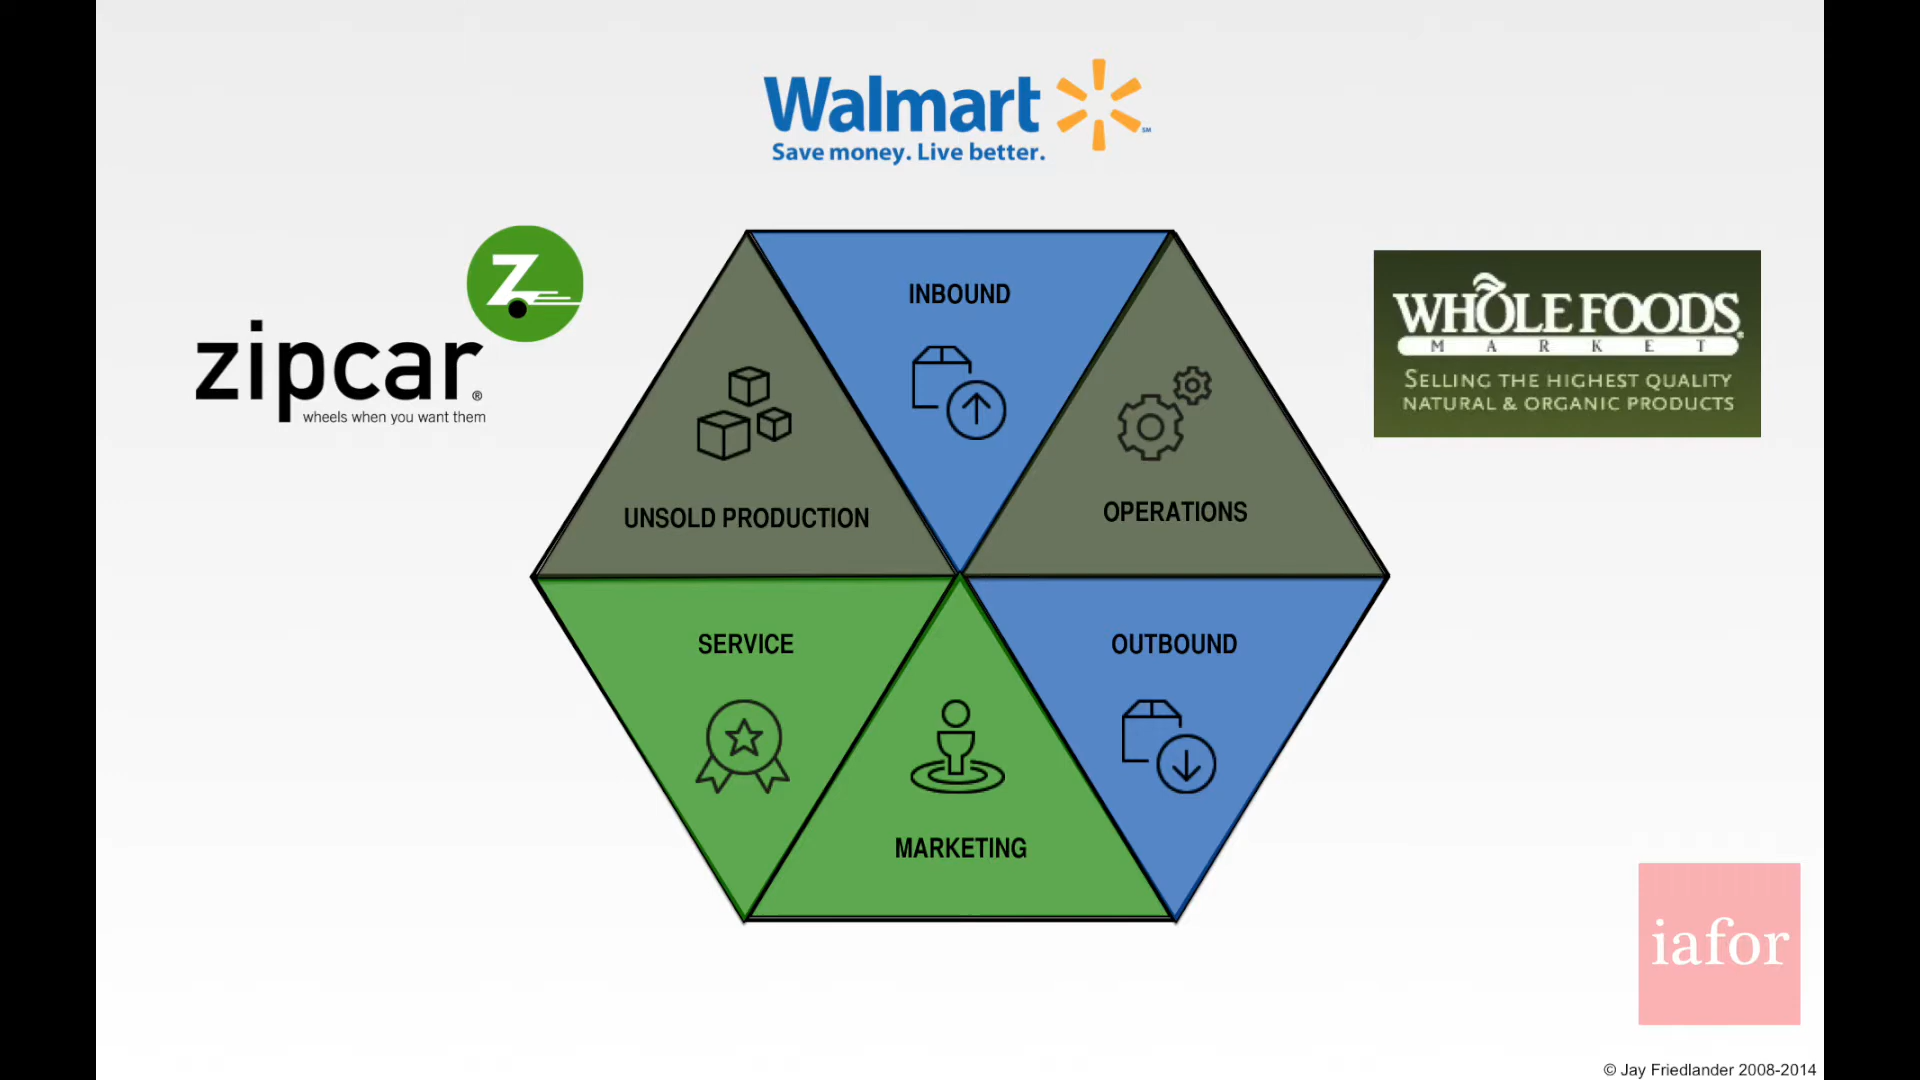 Walmart
Save money. Live better.
SM
Z
zipcar®
wheels when you want them
WHOLE FOODS®
MARKET
SELLING THE HIGHEST QUALITY
NATURAL & ORGANIC PRODUCTS
INBOUND
UNSOLD PRODUCTION
OPERATIONS
SERVICE
OUTBOUND
MARKETING
iafor
© Jay Friedlander 2008-2014